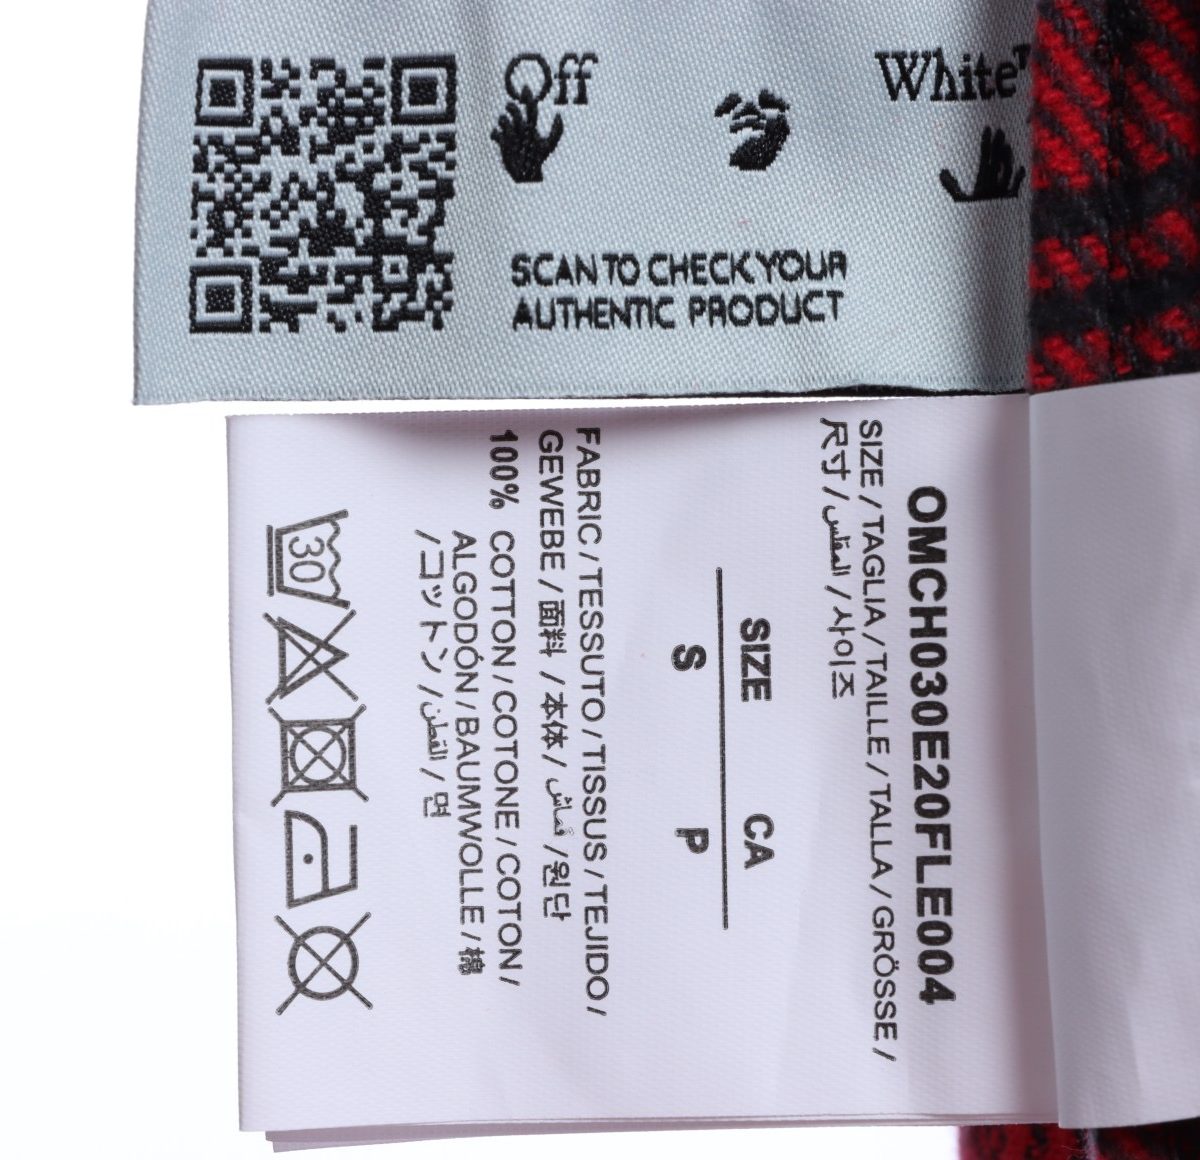 Off
White™
SCAN TO CHECK YOUR
AUTHENTIC PRODUCT
OMCH030E20FLE004
SIZE / TAGLIA / TAILLE / TALLA / GRÖSSE /
尺寸 / المقاس / 사이즈
SIZE CA
S P
FABRIC / TESSUTO / TISSUS / TEJIDO /
GEWEBE / 面料 / 本体 / قماش / 원단
100% COTTON / COTONE / COTON /
ALGODÓN / BAUMWOLLE / 棉
/ コットン / القطن / 면
30